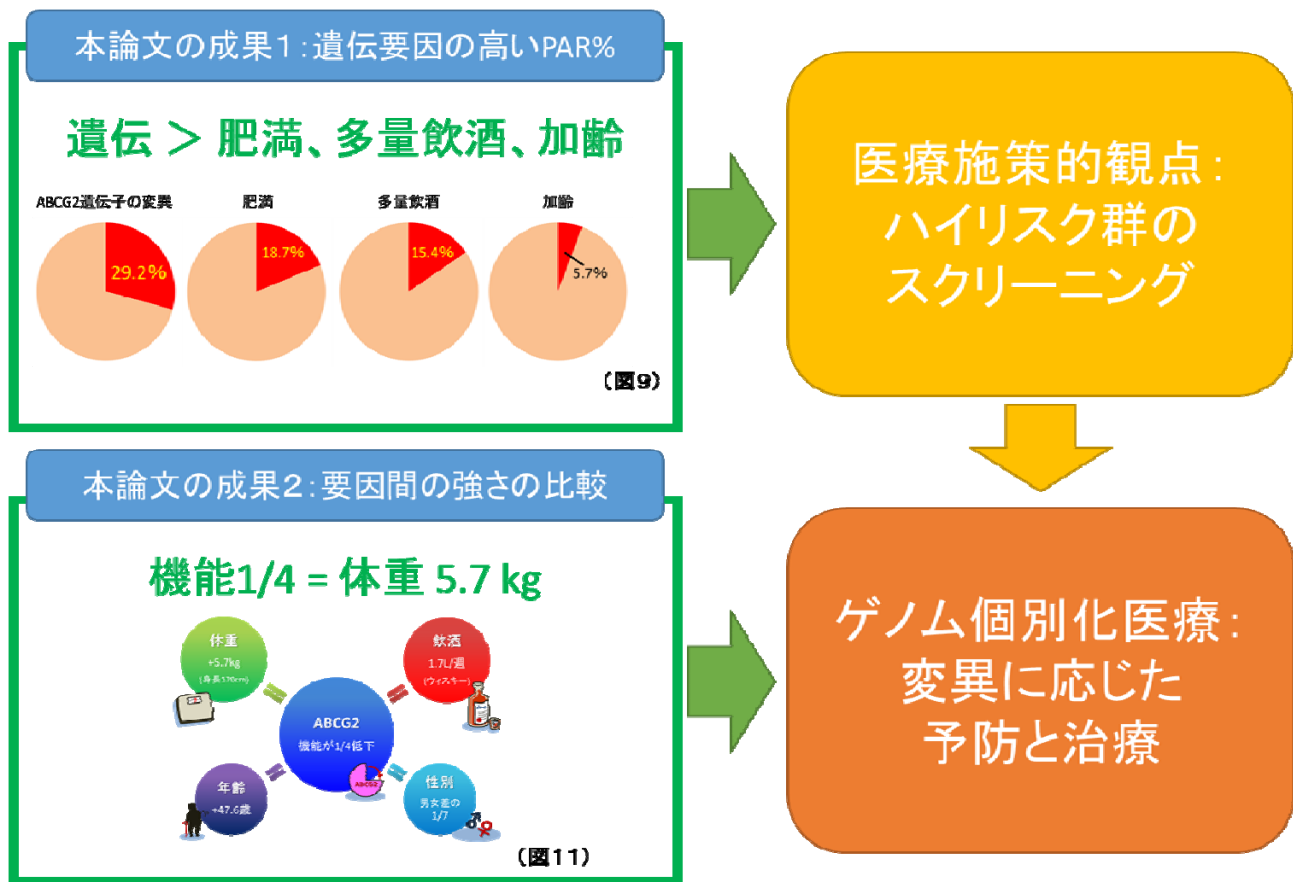 本論文の成果1:遺伝要因の高いPAR%
遺伝 > 肥満、多量飲酒、加齢
ABCG2遺伝子の変異
肥満
多量飲酒
加齢
29.2%
18.7%
15.4%
5.7%
(図9)
医療施策的観点:
ハイリスク群の
スクリーニング
本論文の成果2:要因間の強さの比較
機能1/4 = 体重 5.7 kg
体重
+5.7kg
(身長170cm)
飲酒
1.7L/週
(ウィスキー)
ABCG2
機能が1/4低下
ABCG2
年齢
+47.6歳
性別
男女差の
1/7
(図11)
ゲノム個別化医療:
変異に応じた
予防と治療